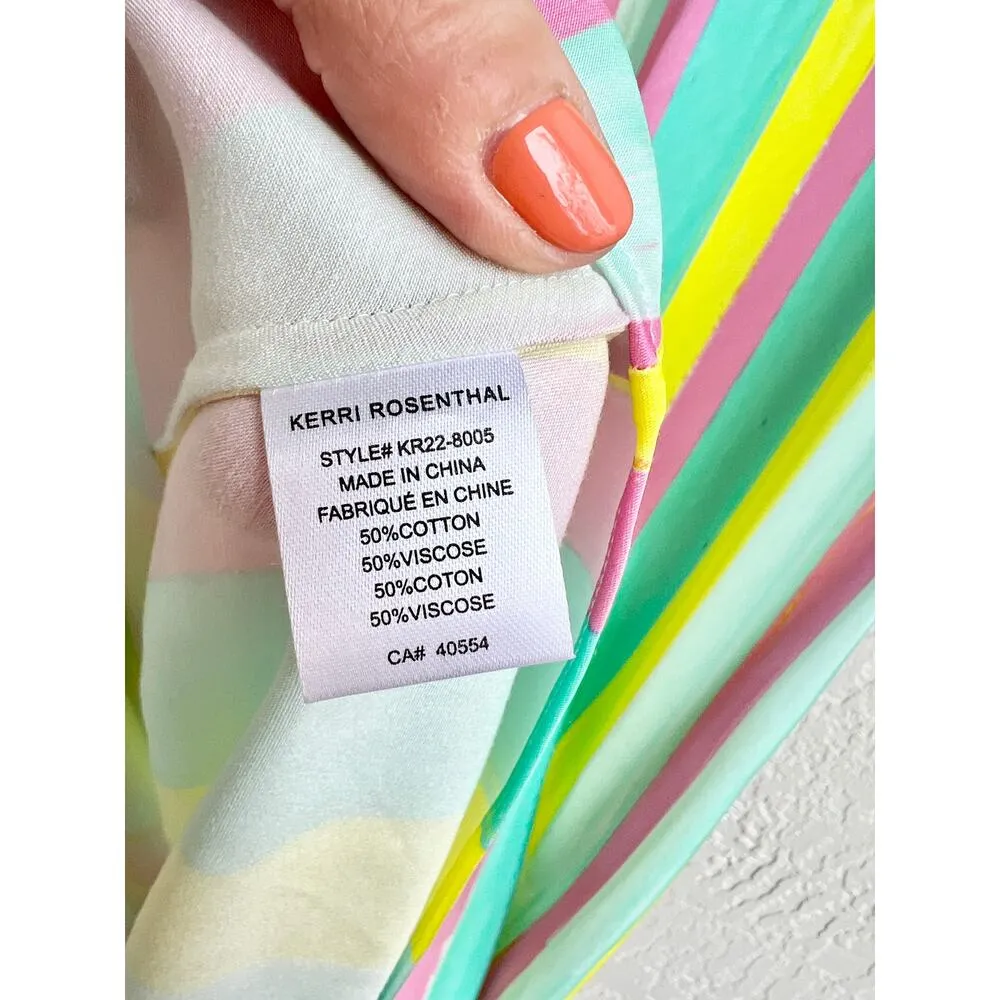 KERRI ROSENTHAL
STYLE# KR22-8005
MADE IN CHINA
FABRIQUÉ EN CHINE
50%COTTON
50%VISCOSE
50%COTON
50%VISCOSE
CA# 40554